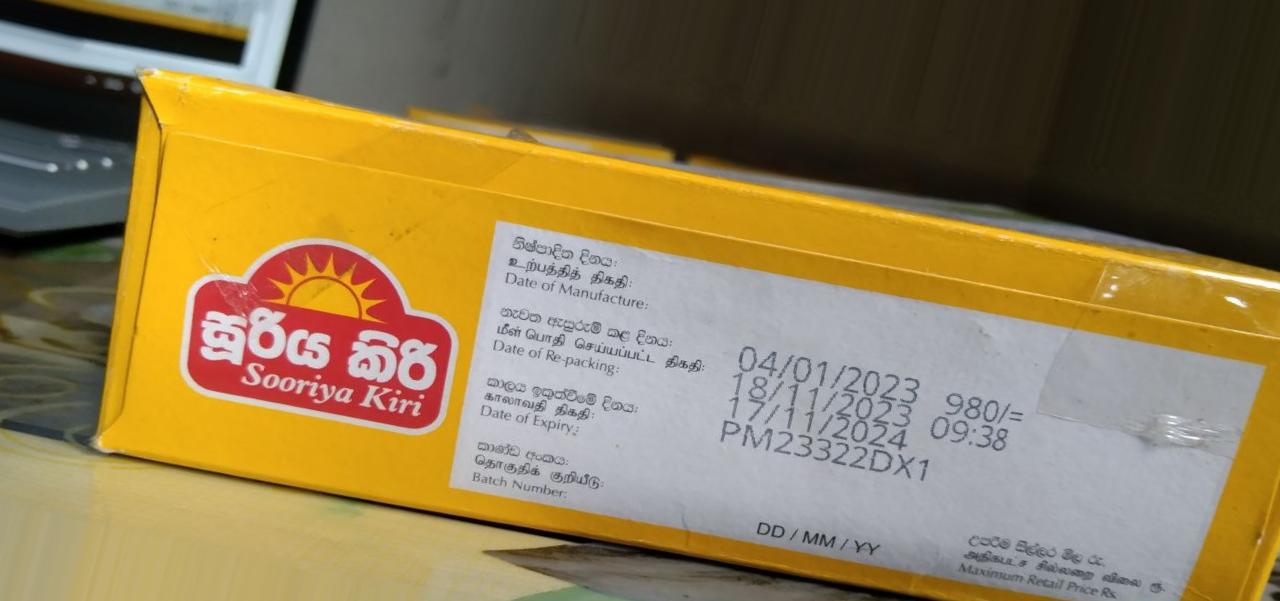 සූරිය කිරි
Sooriya Kiri
නිෂ්පාදිත දිනය:
உற்பத்தித் திகதி:
Date of Manufacture:
නැවත ඇසුරුම් කළ දිනය:
மீள் பொதி செய்யப்பட்ட திகதி:
Date of Re-packing:
කාලය ඉකුත්වීමේ දිනය:
காலாவதி திகதி:
Date of Expiry:
කාණ්ඩ අංකය:
தொகுதிக் குறியீடு:
Batch Number:
04/01/2023 980/=
18/11/2023 09:38
17/11/2024
PM23322DX1
DD / MM / YY
උපරිම සිල්ලර මිල රු.
அதிகபட்ச சில்லறை விலை ரூ.
Maximum Retail Price Rs.